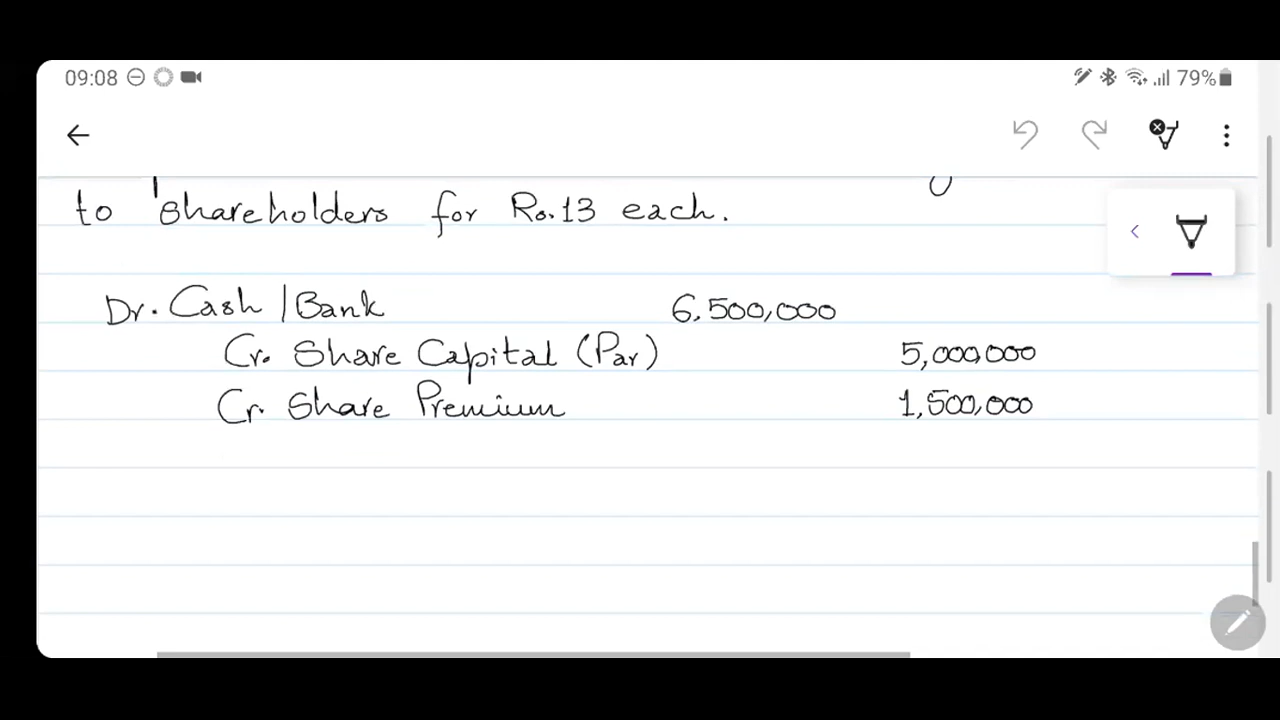 09:08 79%
to shareholders for Rs.13 each.
Dr. Cash / Bank 6,500,000
Cr. Share Capital (Par) 5,000,000
Cr. Share Premium 1,500,000